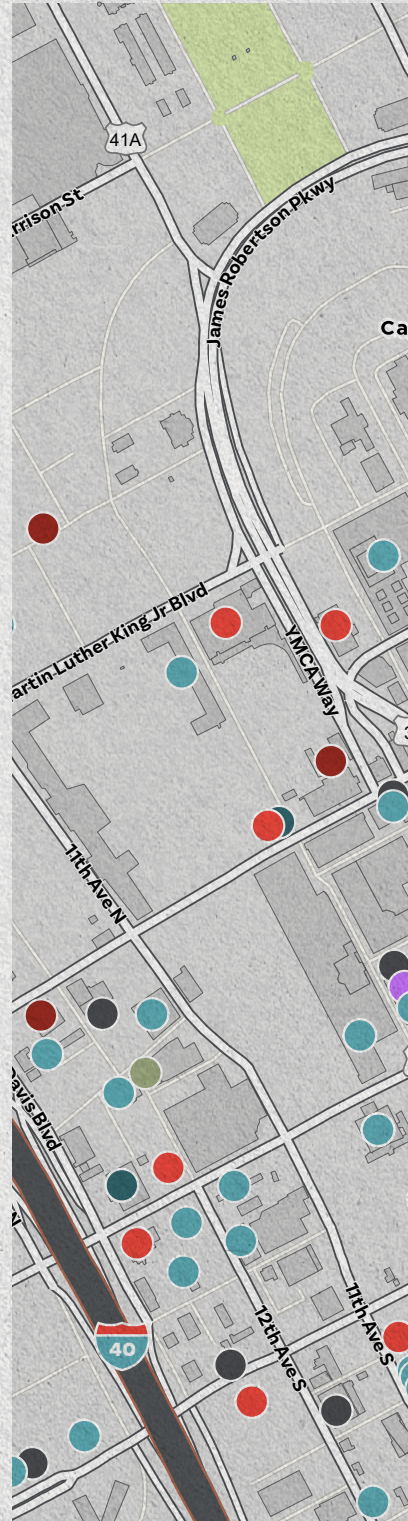 41A
rrison St
James Robertson Pkwy
Ca
artin Luther King Jr Blvd
YMCA Way
3
11th Ave N
Davis Blvd
N
40
12th Ave S
11th Ave S